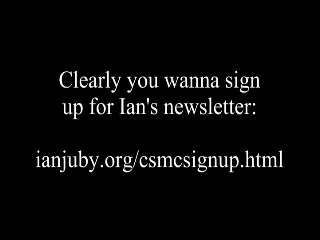 Clearly you wanna sign
up for Ian's newsletter:
ianjuby.org/csmcsignup.html